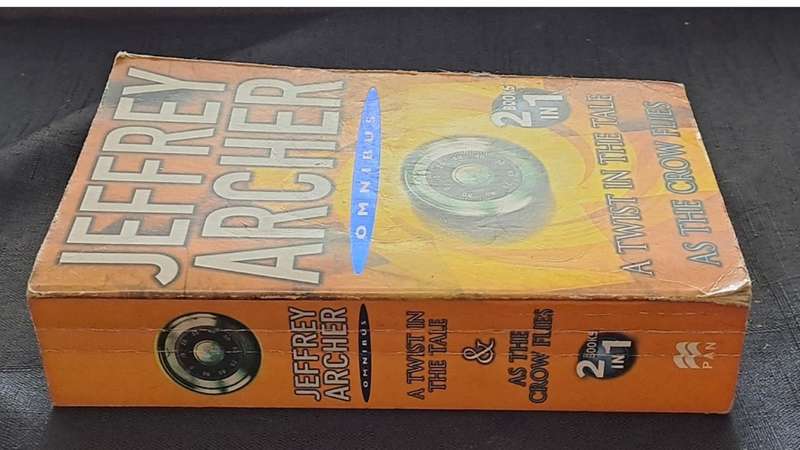 JEFFREY
ARCHER
OMNIBUS
2 BOOKS
IN 1
A TWIST IN THE TALE
AS THE CROW FLIES
JEFFREY
ARCHER
OMNIBUS
A TWIST IN
THE TALE
&
AS THE
CROW FLIES
2 BOOKS
IN 1
PAN